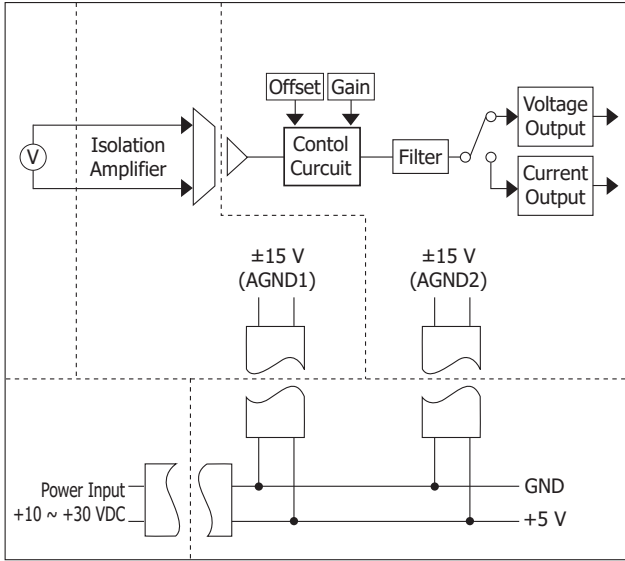 Offset
Gain
V
Isolation
Amplifier
Contol
Curcuit
Filter
Voltage
Output
Current
Output
±15 V
(AGND1)
±15 V
(AGND2)
Power Input
+10 ~ +30 VDC
GND
+5 V